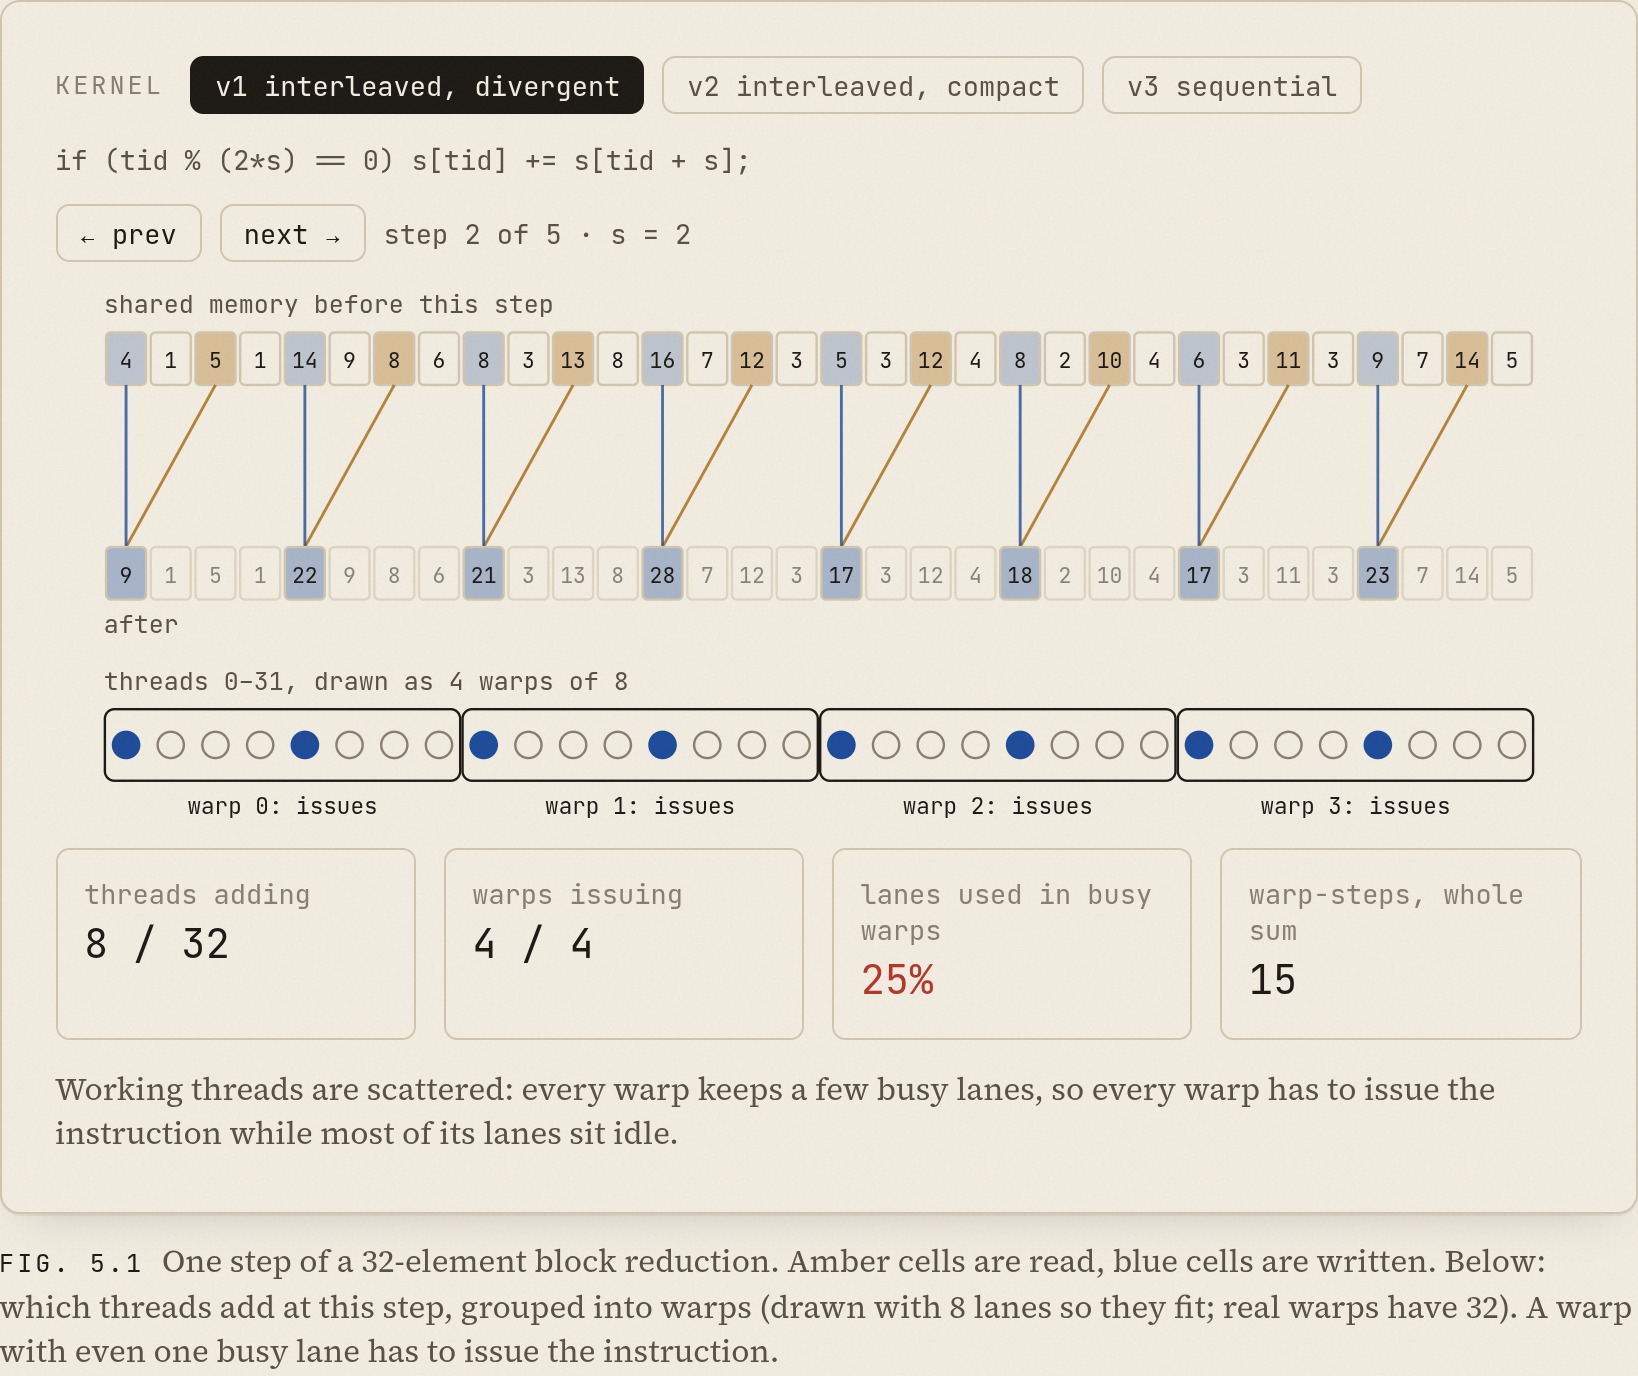 KERNEL v1 interleaved, divergent v2 interleaved, compact v3 sequential
if (tid % (2*s) == 0) s[tid] += s[tid + s];
← prev next → step 2 of 5 · s = 2
shared memory before this step
4 1 5 1 14 9 8 6 8 3 13 8 16 7 12 3 5 3 12 4 8 2 10 4 6 3 11 3 9 7 14 5
9 1 5 1 22 9 8 6 21 3 13 8 28 7 12 3 17 3 12 4 18 2 10 4 17 3 11 3 23 7 14 5
after
threads 0–31, drawn as 4 warps of 8
warp 0: issues warp 1: issues warp 2: issues warp 3: issues
threads adding
8 / 32
warps issuing
4 / 4
lanes used in busy
warps
25%
warp-steps, whole
sum
15
Working threads are scattered: every warp keeps a few busy lanes, so every warp has to issue the
instruction while most of its lanes sit idle.
FIG. 5.1 One step of a 32-element block reduction. Amber cells are read, blue cells are written. Below:
which threads add at this step, grouped into warps (drawn with 8 lanes so they fit; real warps have 32). A warp
with even one busy lane has to issue the instruction.